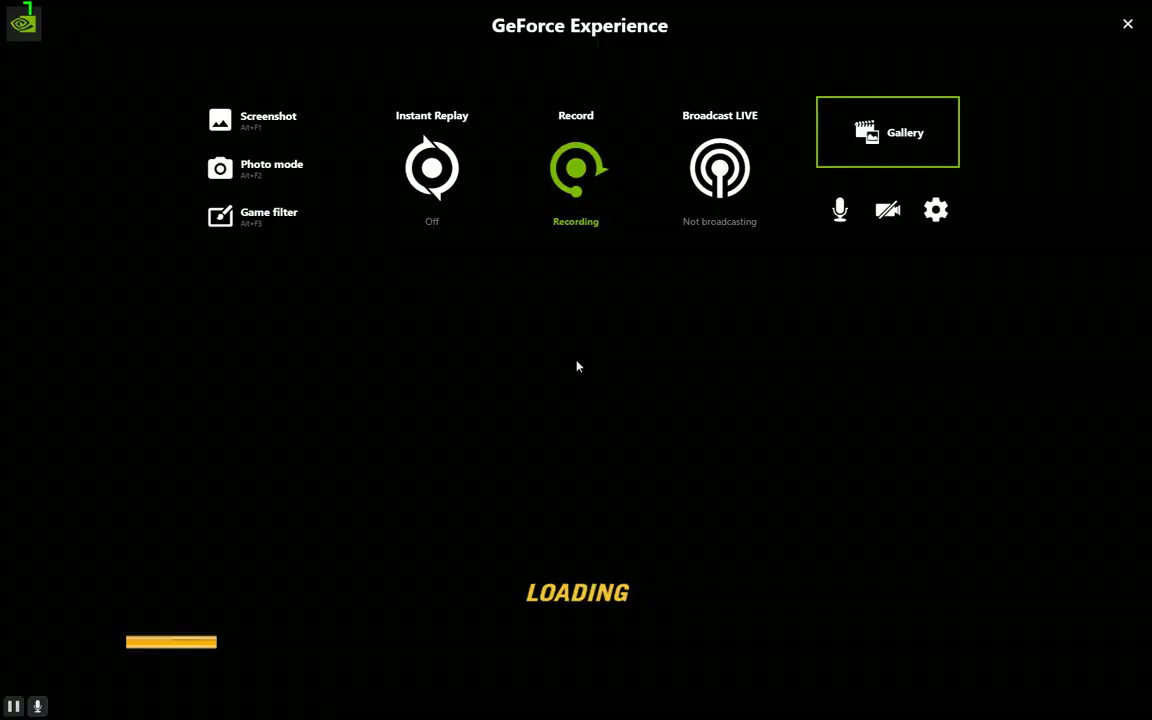 1
GeForce Experience
Screenshot
Alt+F1
Photo mode
Alt+F2
Game filter
Alt+F3
Instant Replay
Off
Record
Recording
Broadcast LIVE
Not broadcasting
Gallery
LOADING